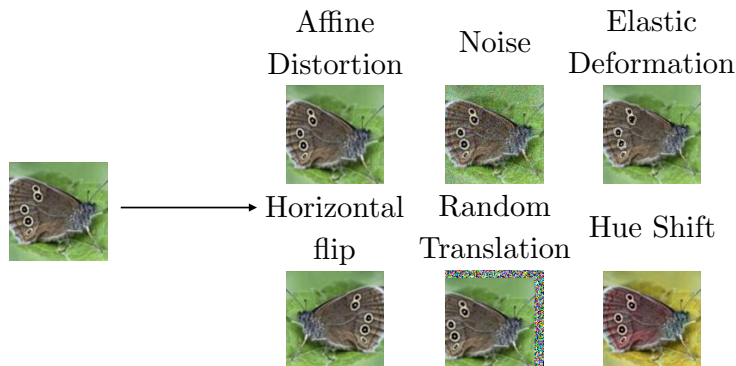 Affine
Distortion
Noise
Elastic
Deformation
Horizontal
flip
Random
Translation
Hue Shift